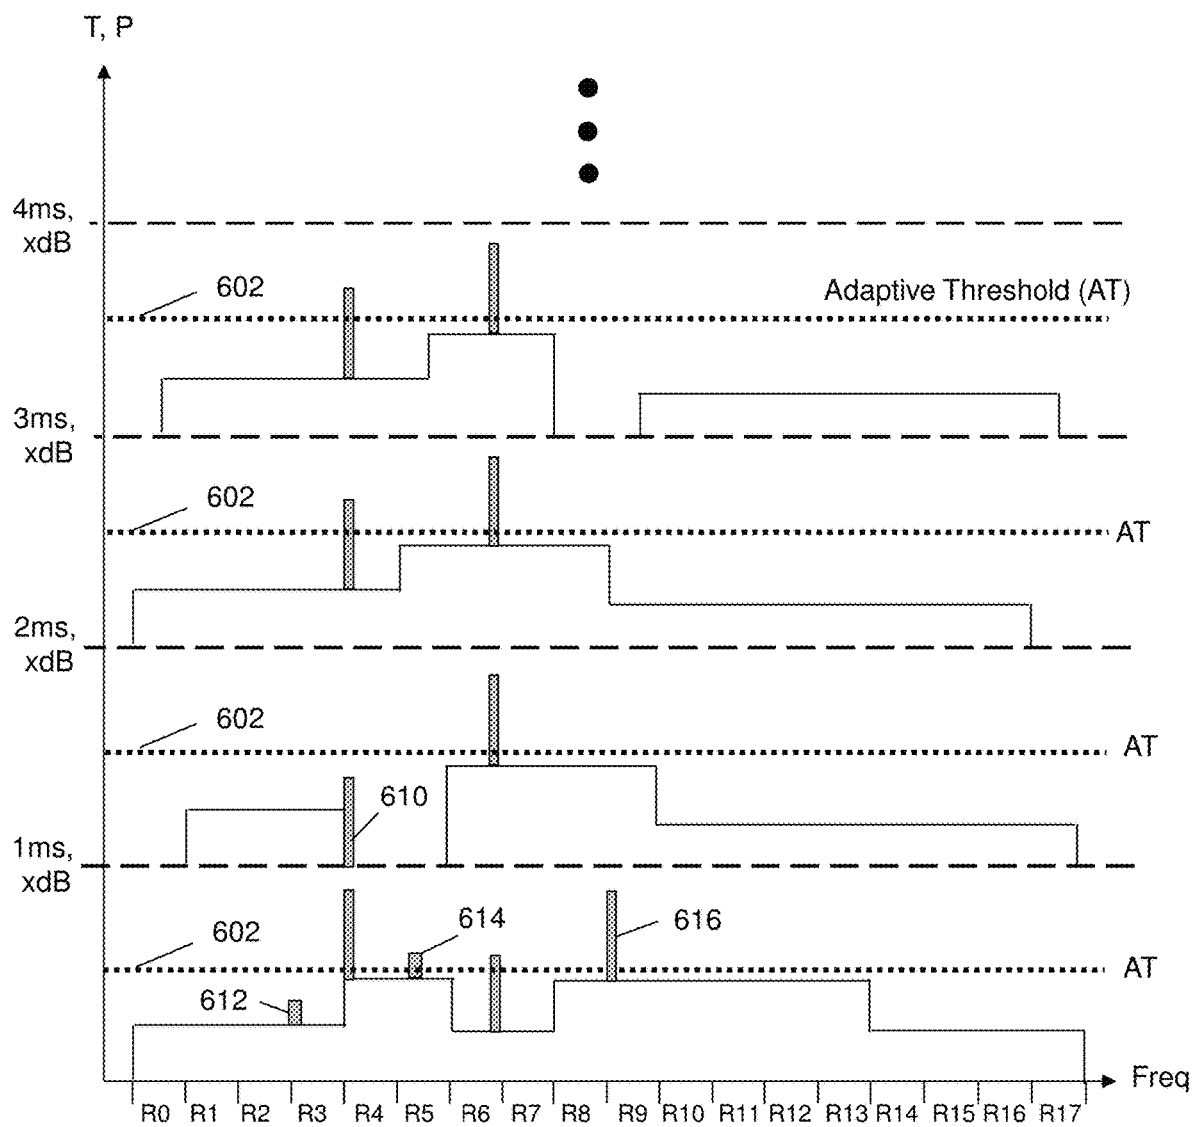 T, P
4ms,
xdB
602
Adaptive Threshold (AT)
3ms,
xdB
602
AT
2ms,
xdB
602
AT
610
1ms,
xdB
614
616
602
AT
612
Freq
R0 R1 R2 R3 R4 R5 R6 R7 R8 R9 R10 R11 R12 R13 R14 R15 R16 R17